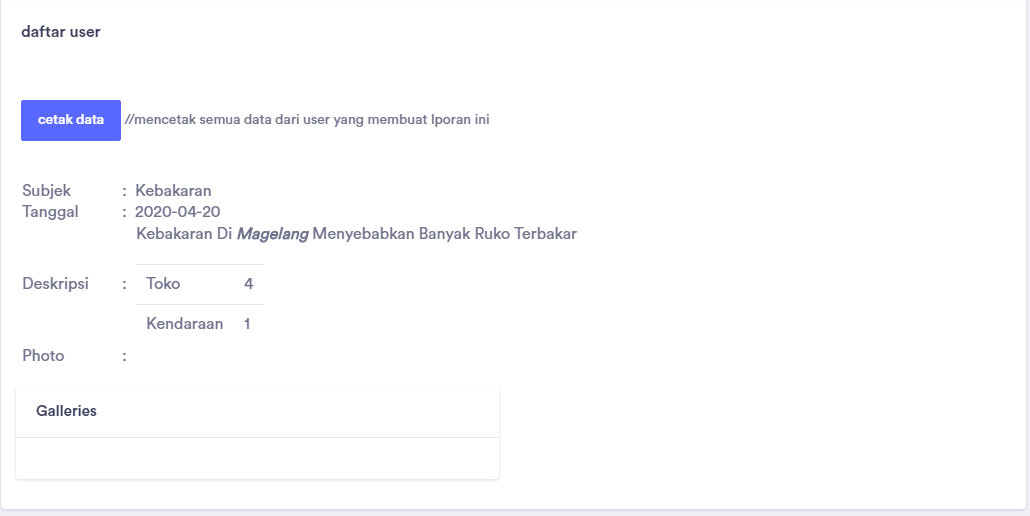 daftar user
cetak data //mencetak semua data dari user yang membuat lporan ini
Subjek : Kebakaran
Tanggal : 2020-04-20
Kebakaran Di Magelang Menyebabkan Banyak Ruko Terbakar
Deskripsi : Toko 4
Kendaraan 1
Photo :
Galleries